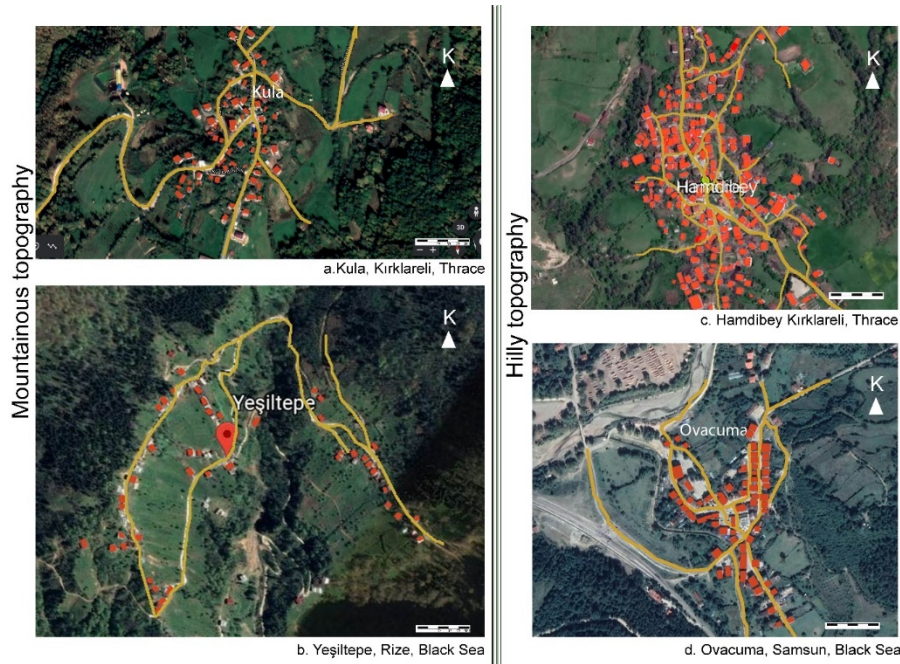 Mountainous topography
Kula
K
3D
a.Kula, Kırklareli, Thrace
Yeşiltepe
K
b. Yeşiltepe, Rize, Black Sea
Hilly topography
Hamdibey
K
c. Hamdibey Kırklareli, Thrace
Ovacuma
K
d. Ovacuma, Samsun, Black Sea